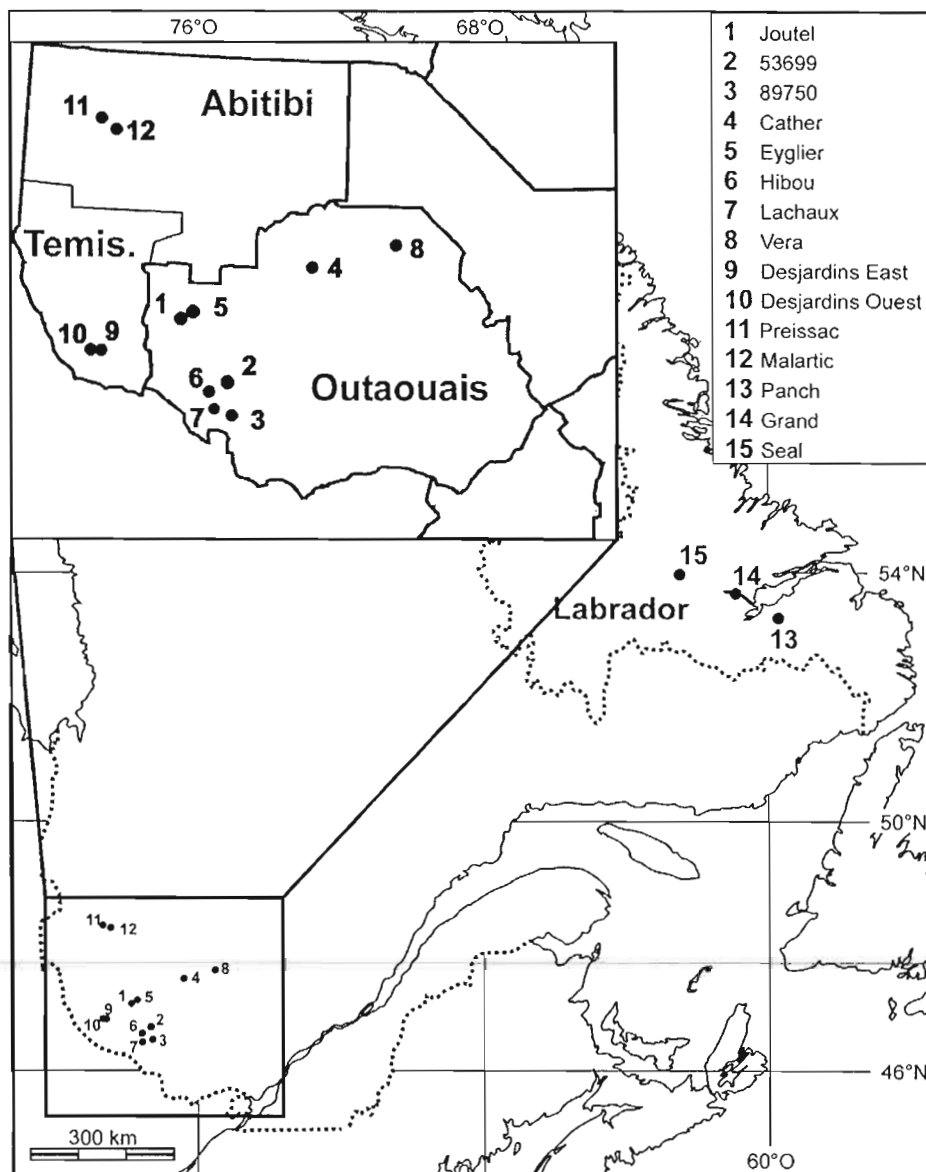 76°O 68°O
11 12 Abitibi
Temis.
8
4
1 5
10 9
6 2
7 3
Outaouais
1 Joutel
2 53699
3 89750
4 Cather
5 Eyglier
6 Hibou
7 Lachaux
8 Vera
9 Desjardins East
10 Desjardins Ouest
11 Preissac
12 Malartic
13 Panch
14 Grand
15 Seal
15
14
54°N
Labrador
13
50°N
11 12
8
4
1 5
9
10
6 2
7 3
46°N
300 km
60°O